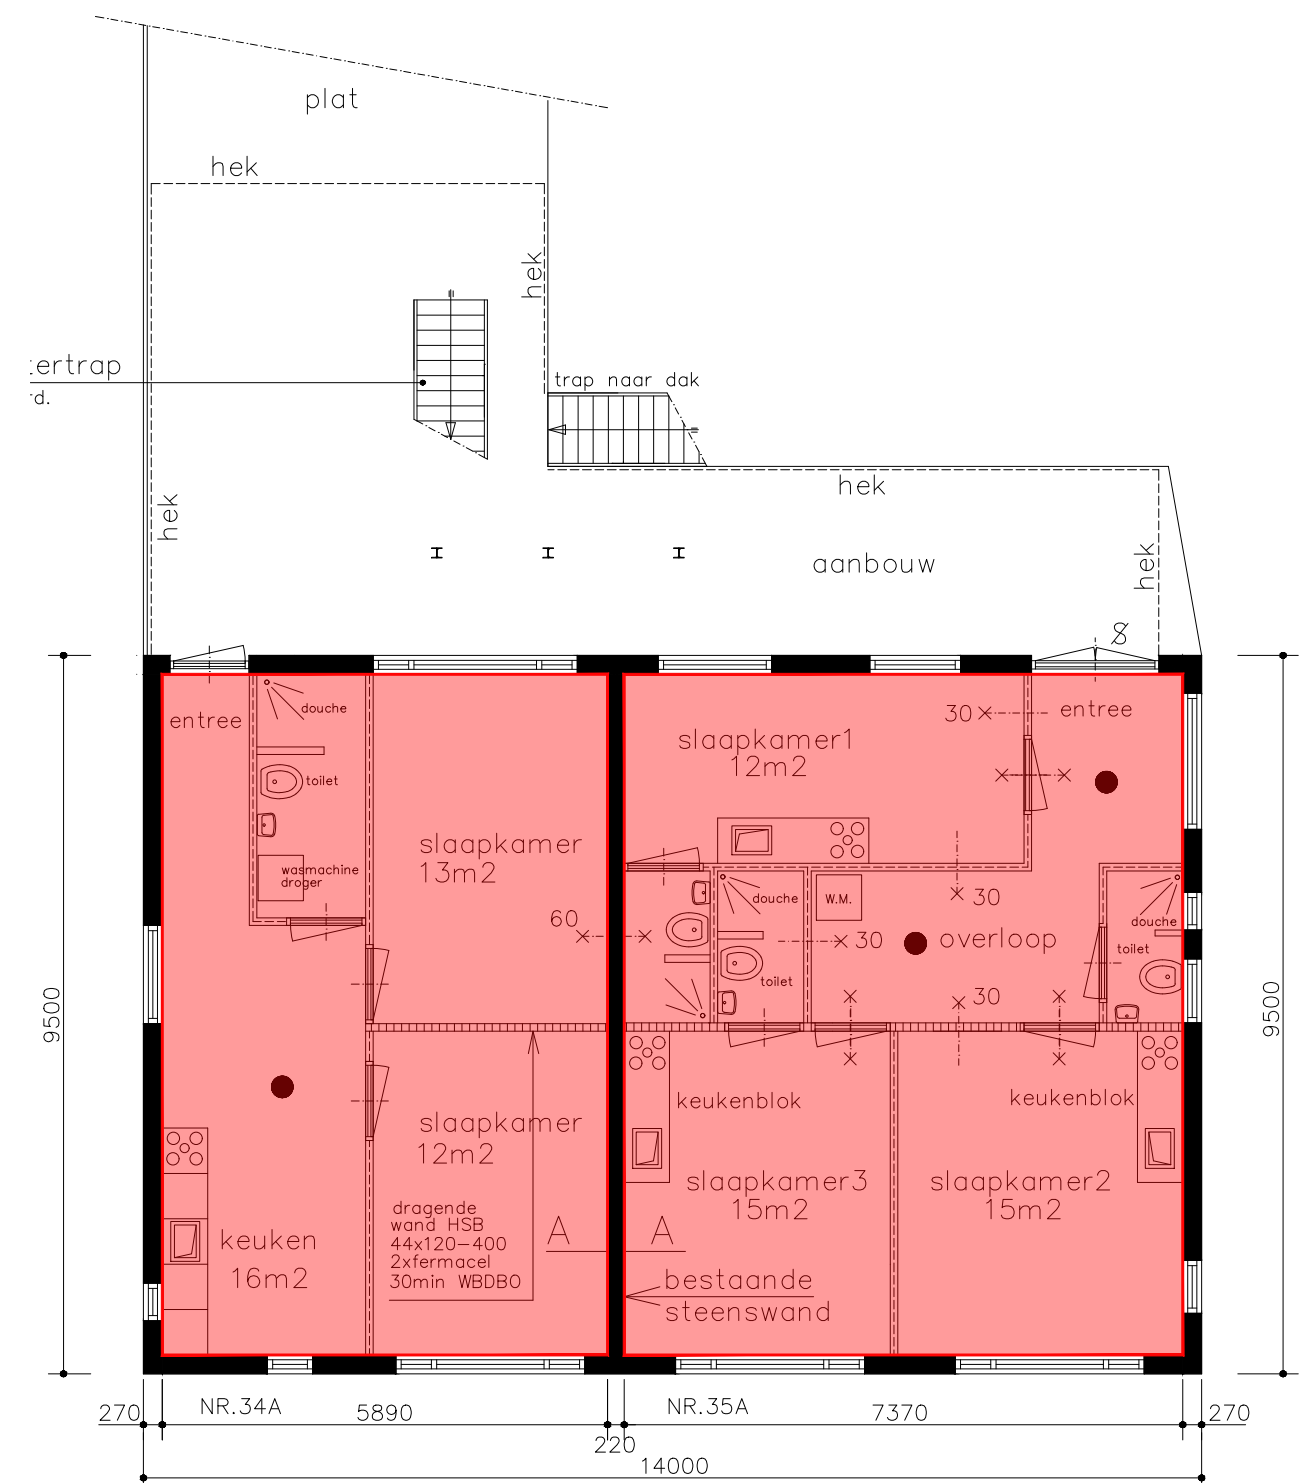 plat
hek
hek
ertrap
rd.
trap naar dak
hek
hek
aanbouw
hek
entree
douche
toilet
wasmachine
droger
slaapkamer
13m2
60
slaapkamer1
12m2
30
entree
30
douche
W.M.
30
overloop
toilet
douche
toilet
30
9500
9500
slaapkamer
12m2
dragende
wand HSB
44x120-400
2xfermacel
30min WBDBO
keuken
16m2
keukenblok
keukenblok
slaapkamer3
15m2
slaapkamer2
15m2
A
A
bestaande
steenswand
270
NR.34A
5890
220
NR.35A
7370
270
14000